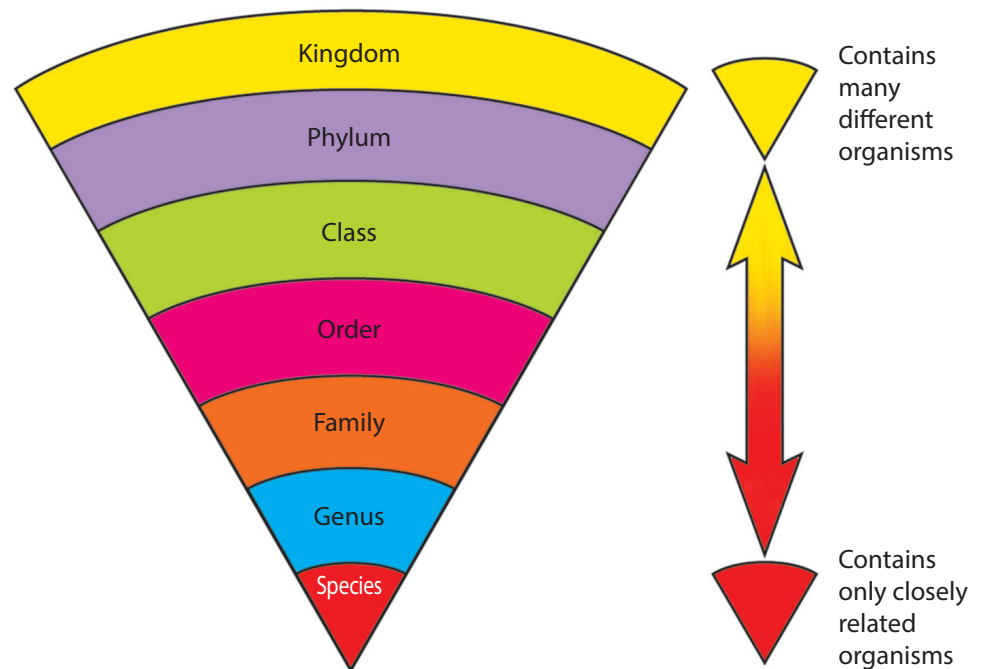 Kingdom
Phylum
Class
Order
Family
Genus
Species
Contains
many
different
organisms
Contains
only closely
related
organisms